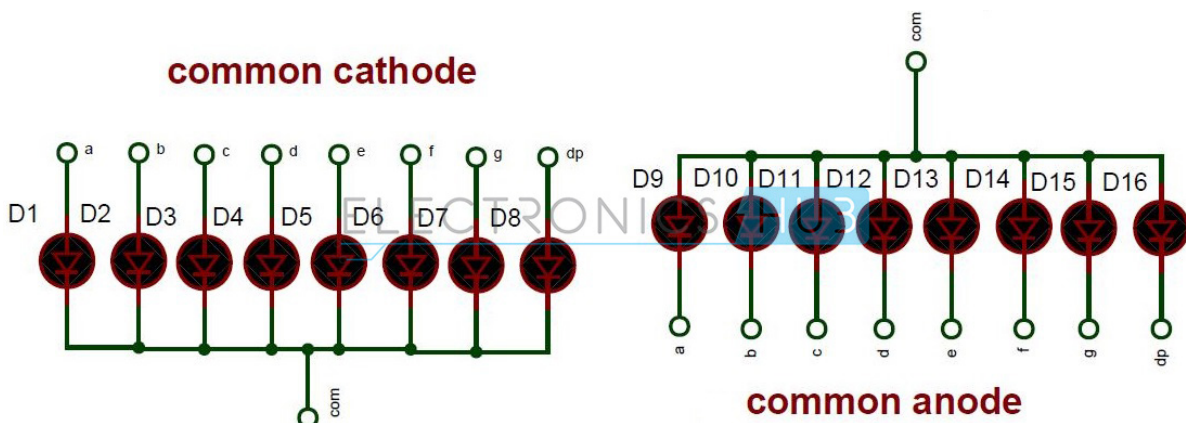 common cathode
a b c d e f g dp
D1 D2 D3 D4 D5 D6 D7 D8
com
com
D9 D10 D11 D12 D13 D14 D15 D16
a b c d e f g dp
common anode
ELECTRONICS HUB